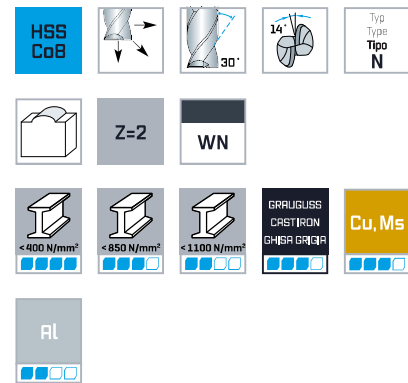 HSS
Co8
30°
14°
Typ
Type
Tipo
N
Z=2
WN
<400 N/mm²
<850 N/mm²
<1100 N/mm²
GRAUGUSS
CAST IRON
GHISA GRIGIA
Cu, Ms
Al